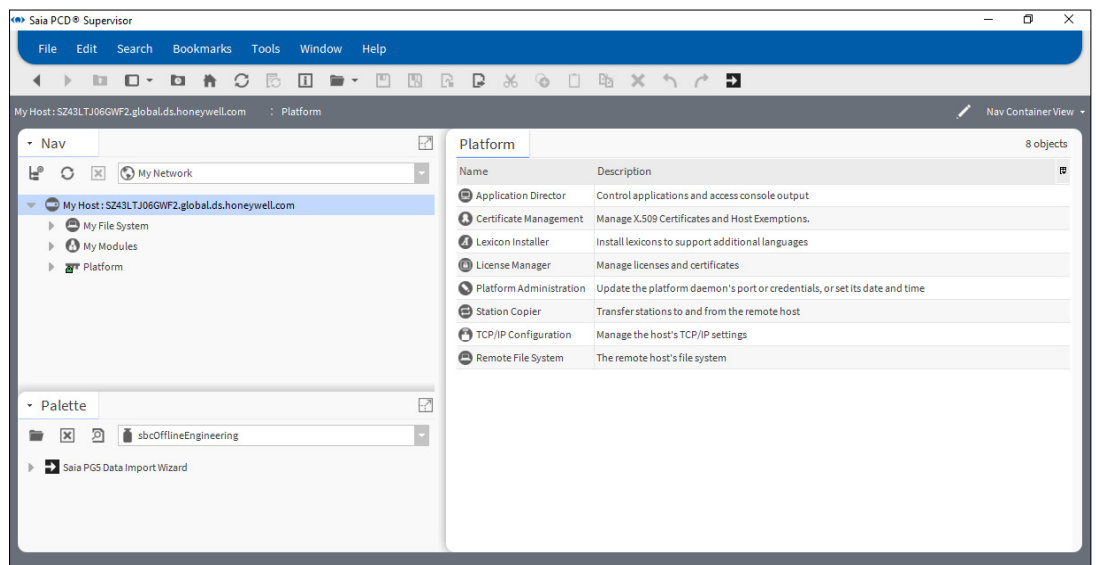 Saia PCD® Supervisor
File Edit Search Bookmarks Tools Window Help
My Host : SZ43LTJ06GWF2.global.ds.honeywell.com : Platform
Nav Container View
Nav
My Network
My Host : SZ43LTJ06GWF2.global.ds.honeywell.com
My File System
My Modules
Platform
Palette
sbcOfflineEngineering
Saia PG5 Data Import Wizard
Platform 8 objects
Name Description
Application Director Control applications and access console output
Certificate Management Manage X.509 Certificates and Host Exemptions.
Lexicon Installer Install lexicons to support additional languages
License Manager Manage licenses and certificates
Platform Administration Update the platform daemon's port or credentials, or set its date and time
Station Copier Transfer stations to and from the remote host
TCP/IP Configuration Manage the host's TCP/IP settings
Remote File System The remote host's file system